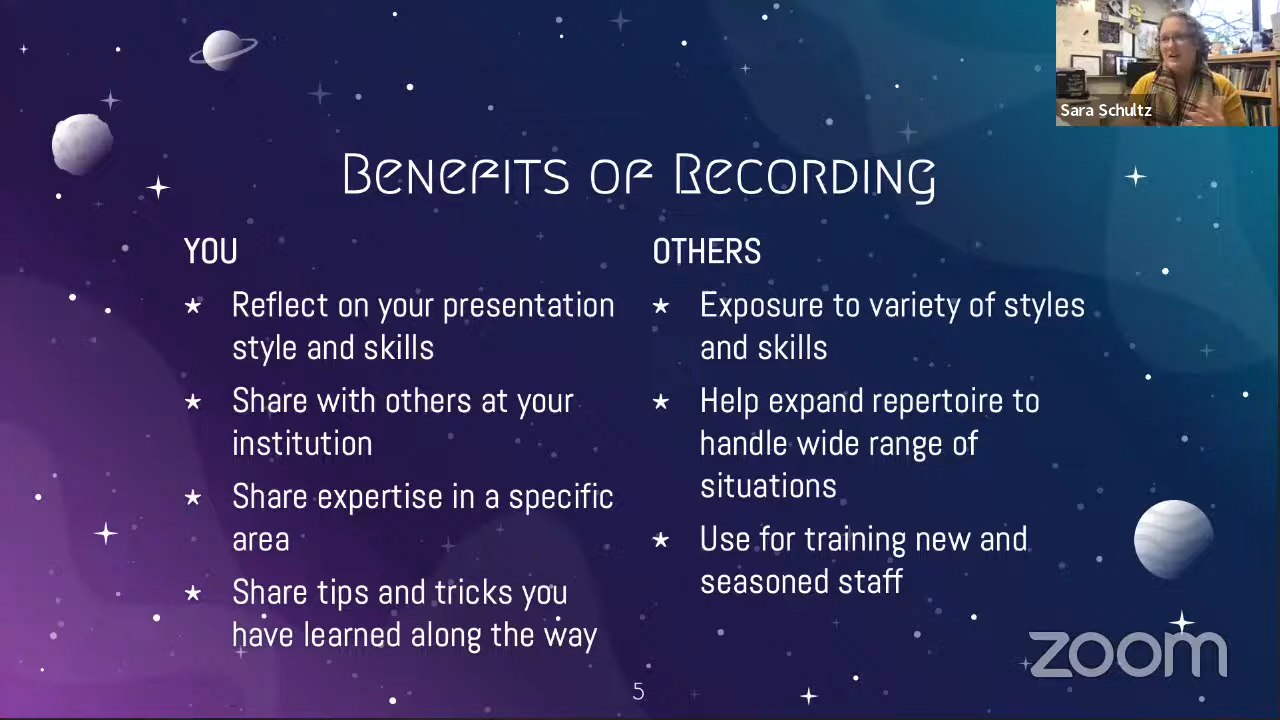 Sara Schultz
Benefits of Recording
YOU
★ Reflect on your presentation
style and skills
★ Share with others at your
institution
★ Share expertise in a specific
area
★ Share tips and tricks you
have learned along the way
OTHERS
★ Exposure to variety of styles
and skills
★ Help expand repertoire to
handle wide range of
situations
★ Use for training new and
seasoned staff
zoom
5